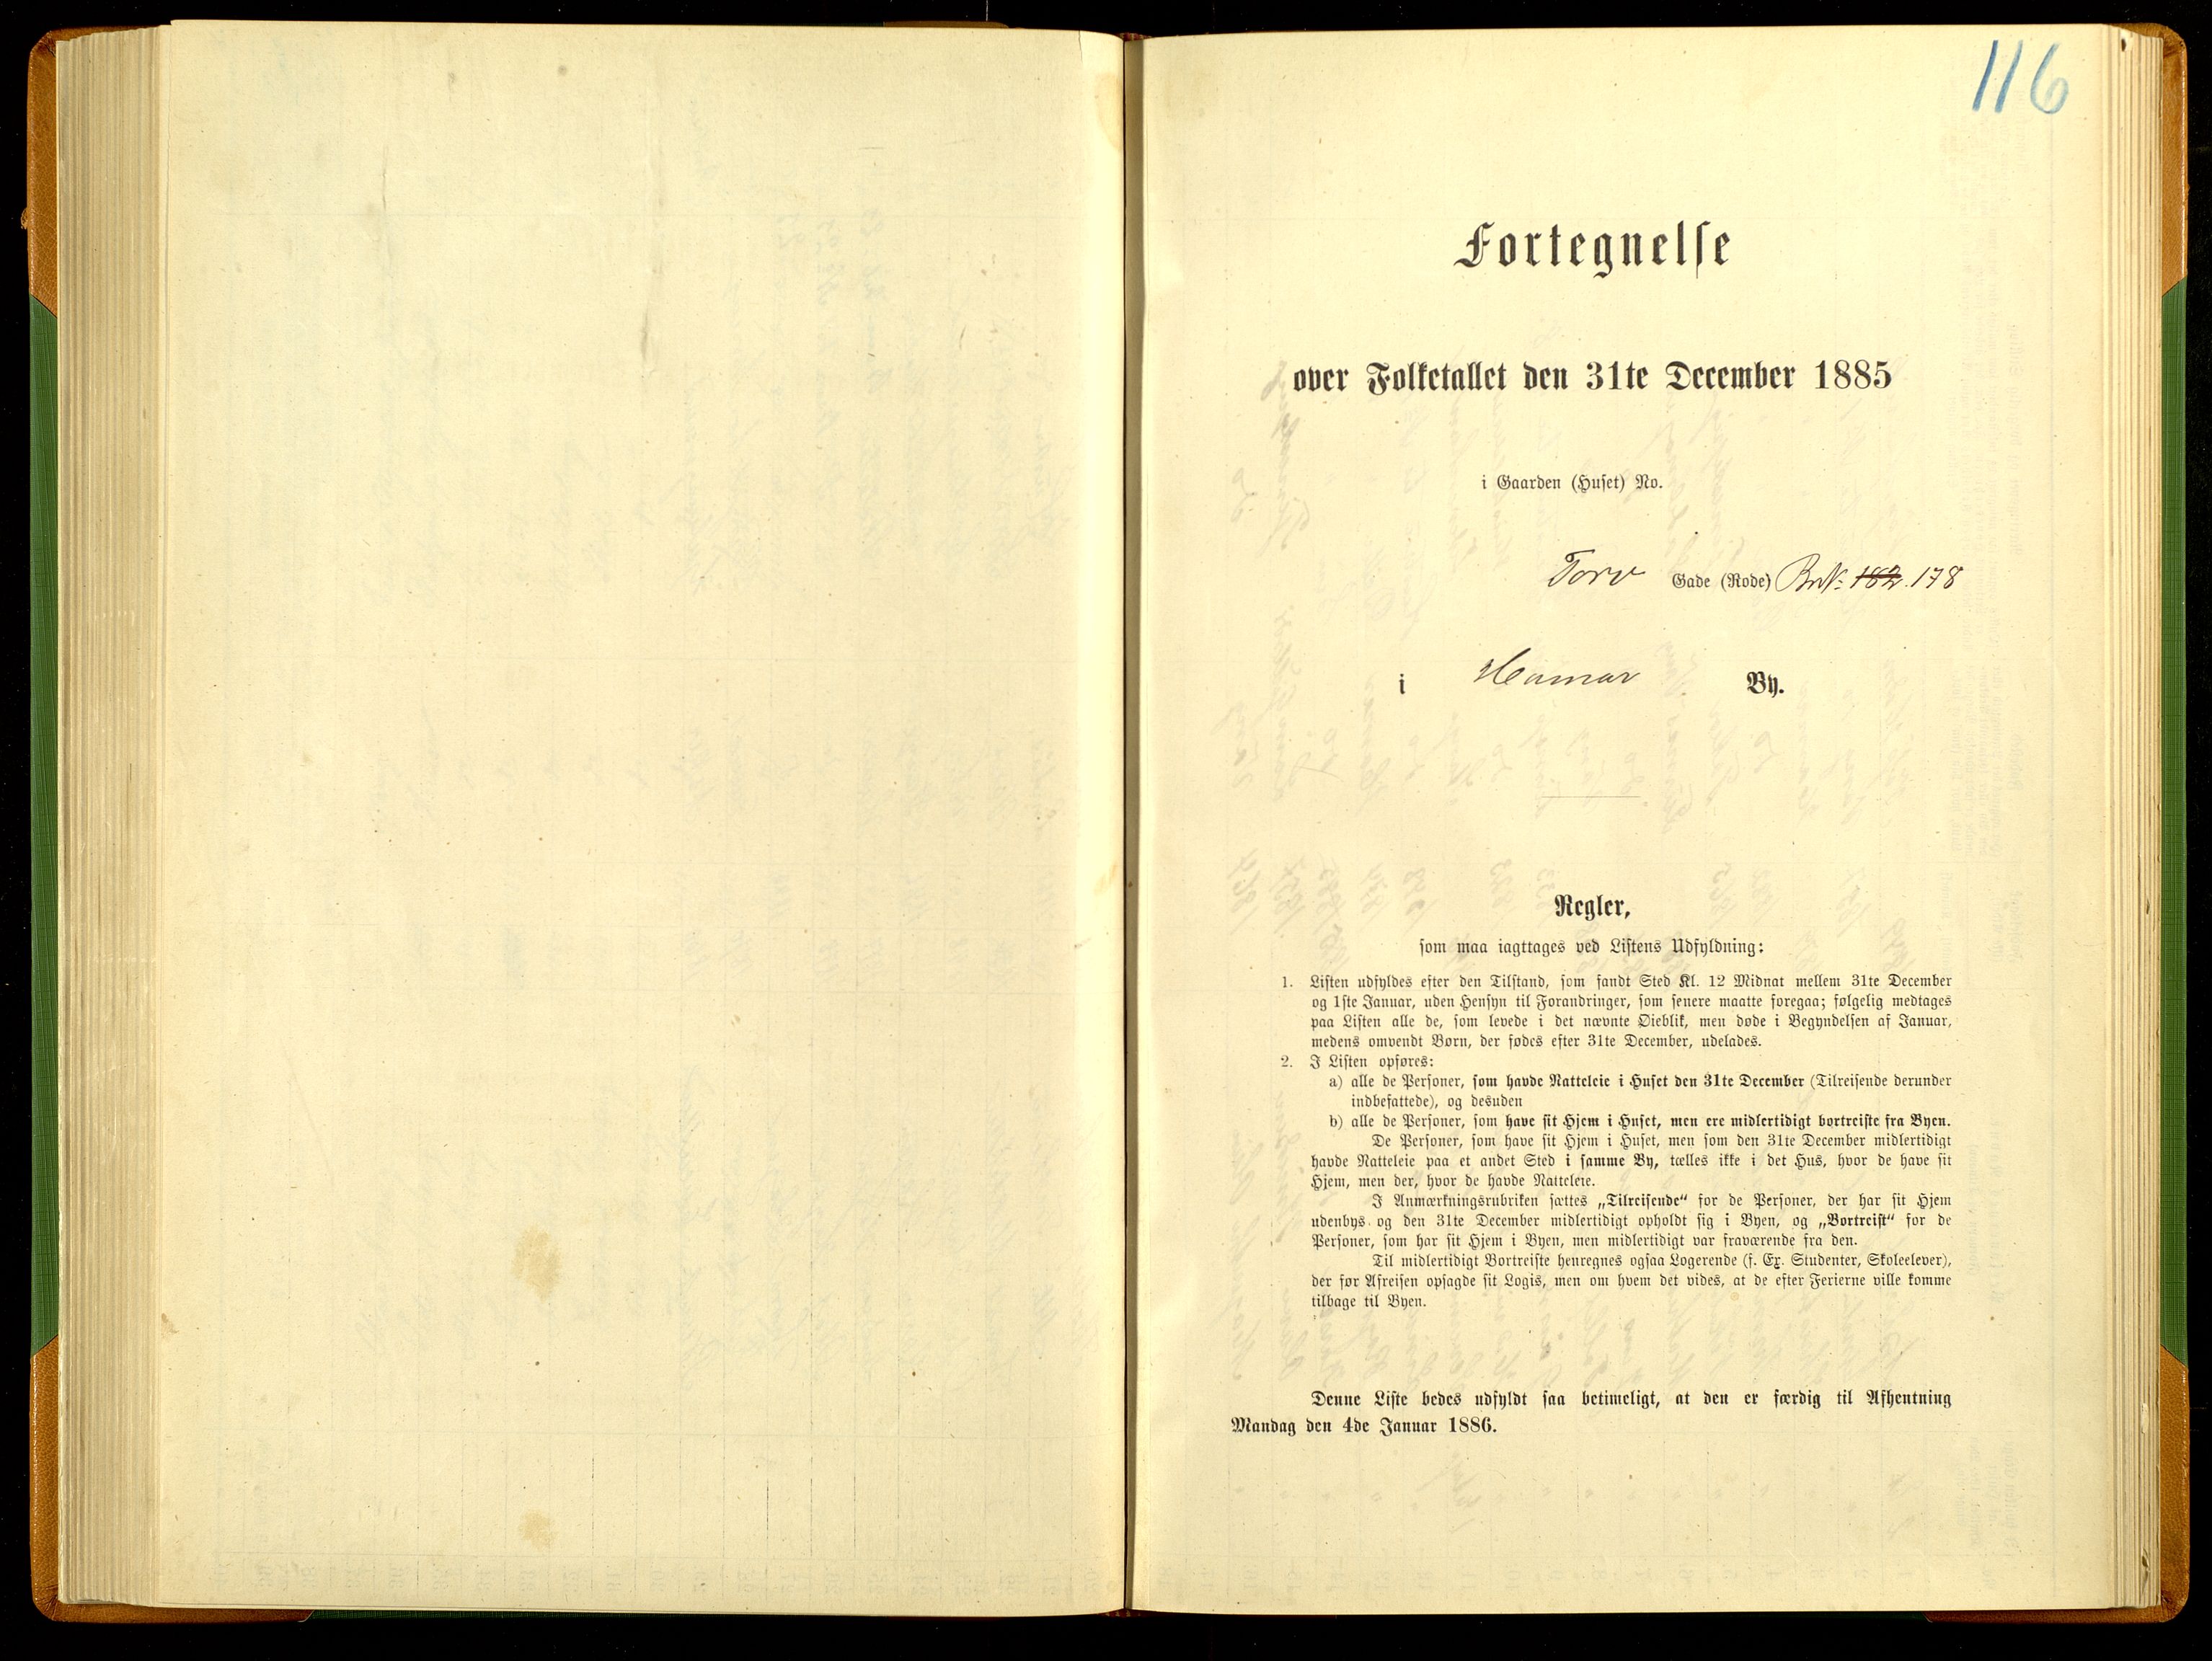 116
Fortegnelse
over Folketallet den 31te December 1885
i Gaarden (Huset) No.
Torv Gade (Rode) BrN: 182. 178
i Hamar By.
Regler,
som maa iagttages ved Listens Udfyldning:
1. Listen udfyldes efter den Tilstand, som fandt Sted Kl. 12 Midnat mellem 31te December
og 1ste Januar, uden Hensyn til Forandringer, som senere maatte foregaa; følgelig medtages
paa Listen alle de, som levede i det nævnte Øieblik, men døde i Begyndelsen af Januar,
medens omvendt Børn, der fødes efter 31te December, udelades.
2. I Listen opføres:
a) alle de Personer, som havde Natteleie i Huset den 31te December (Tilreisende derunder
indbefattede), og desuden
b) alle de Personer, som have sit Hjem i Huset, men ere midlertidigt bortreiste fra Byen.
De Personer, som have sit Hjem i Huset, men som den 31te December midlertidigt
havde Natteleie paa et andet Sted i samme By, tælles ikke i det Hus, hvor de have sit
Hjem, men der, hvor de havde Natteleie.
I Anmærkningsrubriken sættes „Tilreisende" for de Personer, der har sit Hjem
udenbys og den 31te December midlertidigt opholdt sig i Byen, og „Bortreist" for de
Personer, som har sit Hjem i Byen, men midlertidigt var fraværende fra den.
Til midlertidigt Bortreiste henregnes ogsaa Logerende (f. Ex. Studenter, Skoleelever),
der før Afreisen opsagde sit Logis, men om hvem det vides, at de efter Ferierne ville komme
tilbage til Byen.
Denne Liste bedes udfyldt saa betimeligt, at den er færdig til Afhentning
Mandag den 4de Januar 1886.